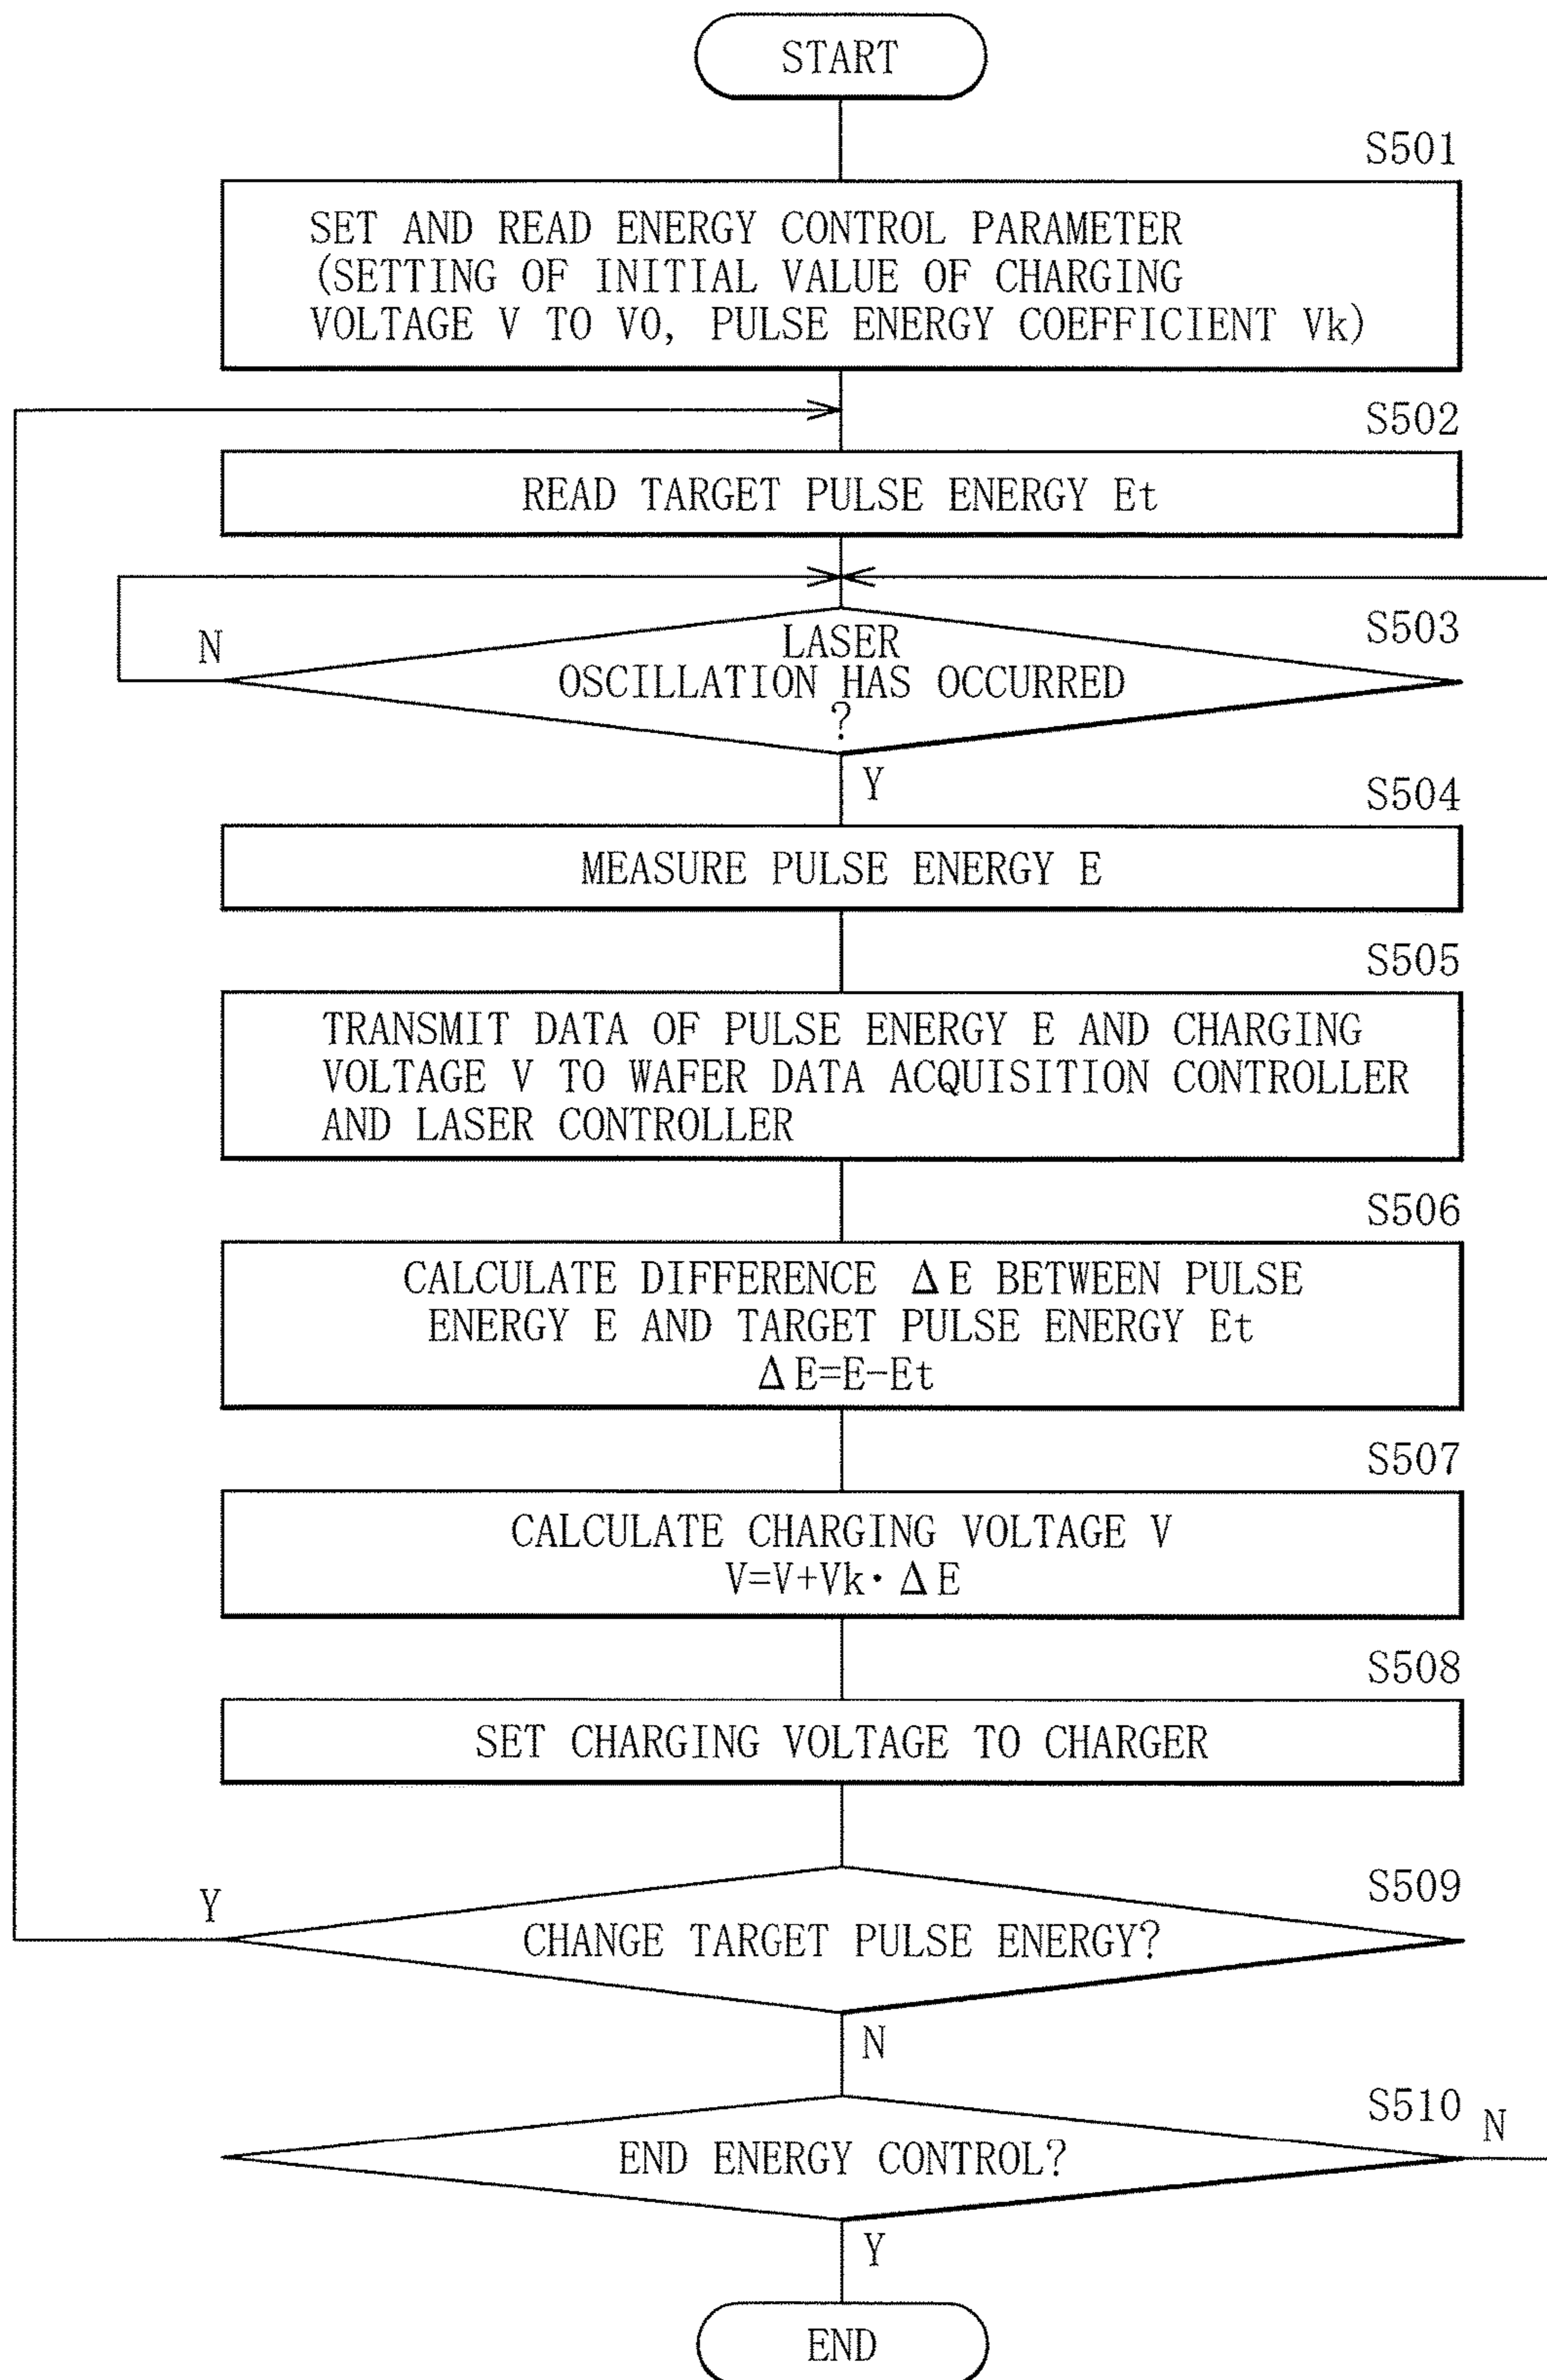 START
S501
SET AND READ ENERGY CONTROL PARAMETER
(SETTING OF INITIAL VALUE OF CHARGING
VOLTAGE V TO V0, PULSE ENERGY COEFFICIENT Vk)
S502
READ TARGET PULSE ENERGY Et
S503
N
LASER
OSCILLATION HAS OCCURRED
?
Y
S504
MEASURE PULSE ENERGY E
S505
TRANSMIT DATA OF PULSE ENERGY E AND CHARGING
VOLTAGE V TO WAFER DATA ACQUISITION CONTROLLER
AND LASER CONTROLLER
S506
CALCULATE DIFFERENCE ΔE BETWEEN PULSE
ENERGY E AND TARGET PULSE ENERGY Et
ΔE=E-Et
S507
CALCULATE CHARGING VOLTAGE V
V=V+Vk・ΔE
S508
SET CHARGING VOLTAGE TO CHARGER
S509
Y
CHANGE TARGET PULSE ENERGY?
N
S510
N
END ENERGY CONTROL?
Y
END